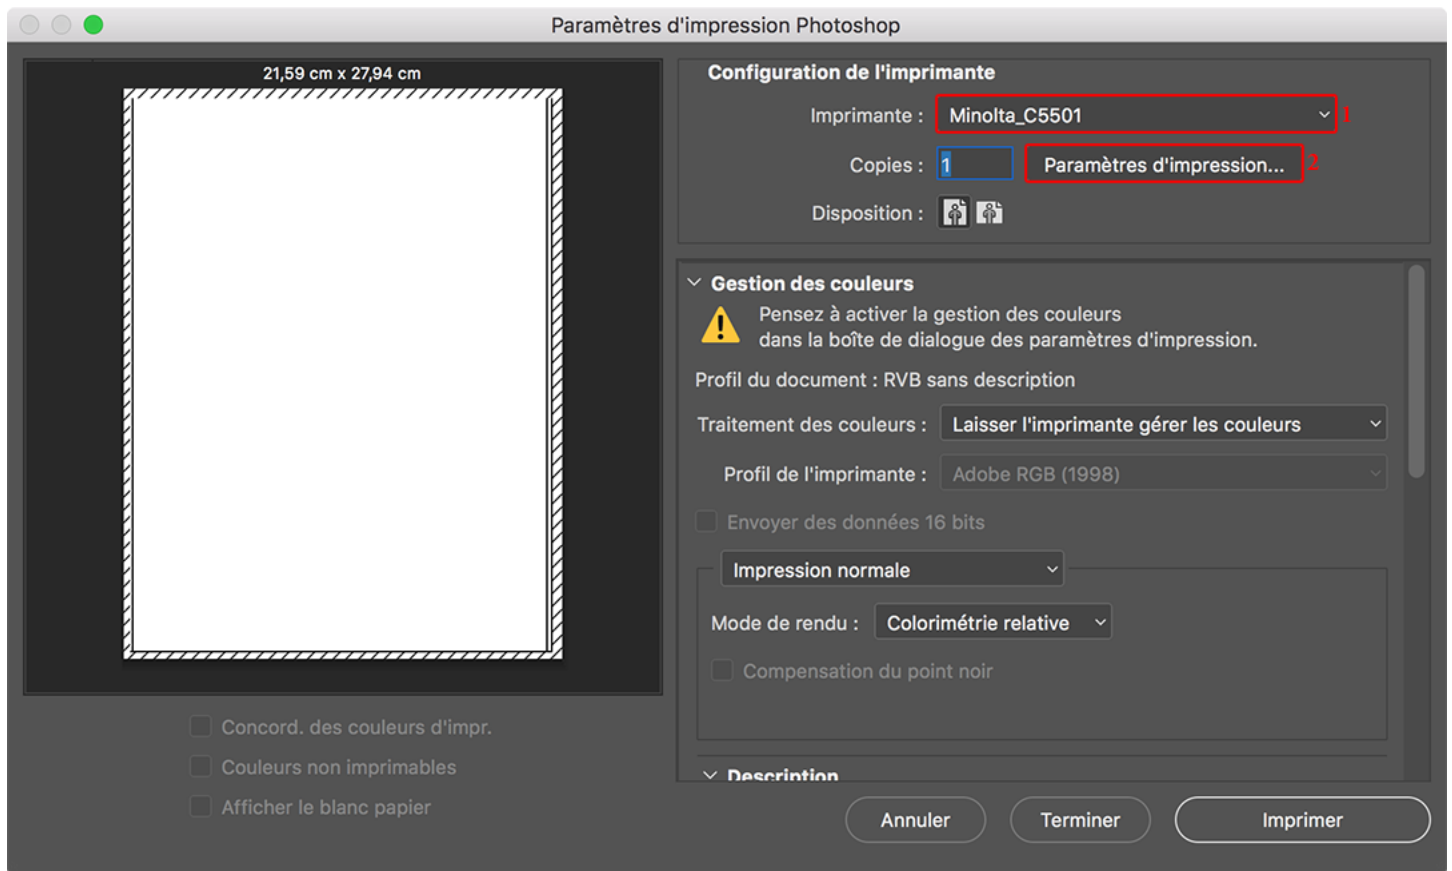 Paramètres d'impression Photoshop
21,59 cm x 27,94 cm
Configuration de l'imprimante
Imprimante : Minolta_C5501 1
Copies : 1 Paramètres d'impression... 2
Disposition :
Gestion des couleurs
Pensez à activer la gestion des couleurs
dans la boîte de dialogue des paramètres d'impression.
Profil du document : RVB sans description
Traitement des couleurs : Laisser l'imprimante gérer les couleurs
Profil de l'imprimante : Adobe RGB (1998)
Envoyer des données 16 bits
Impression normale
Mode de rendu : Colorimétrie relative
Compensation du point noir
Description
Concord. des couleurs d'impr.
Couleurs non imprimables
Afficher le blanc papier
Annuler Terminer Imprimer